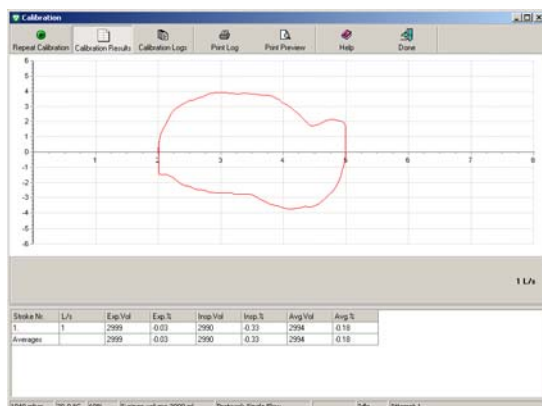 Calibration
Repeat Calibration Calibration Results Calibration Logs Print Log Print Preview Help Done
6
5
4
3
2
1
0
1 2 3 4 5 6 7 8
-1
-2
-3
-4
-5
-6
1 L/s
Stroke Nr. L/s Exp.Vol Exp.% Insp.Vol Insp.% Avg.Vol Avg.%
1. 1 2999 -0.03 2990 -0.33 2994 -0.18
Averages 2999 -0.03 2990 -0.33 2994 -0.18